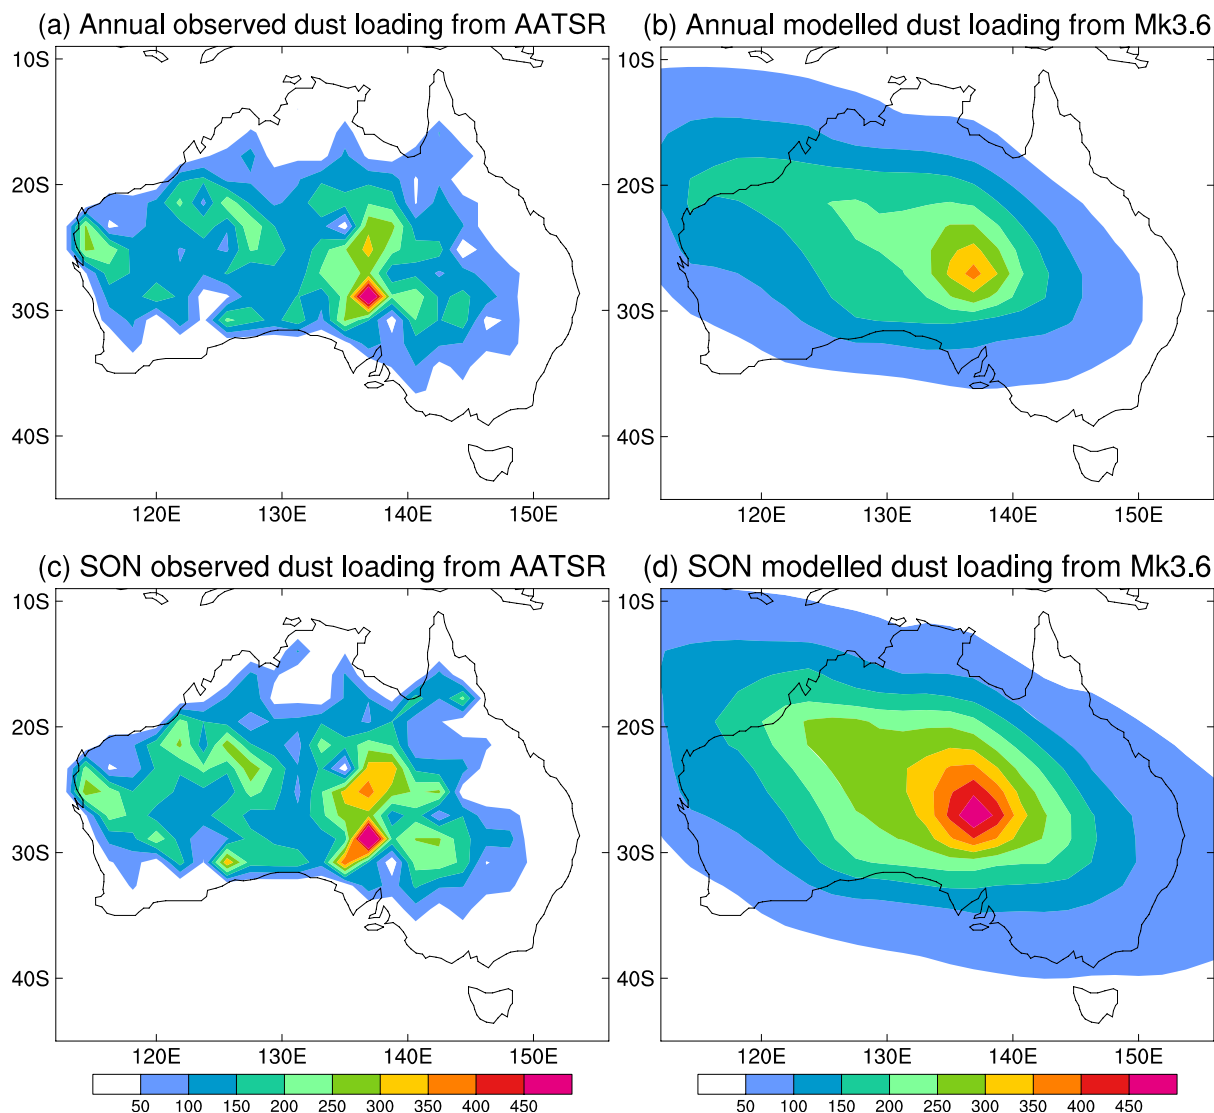 (a) Annual observed dust loading from AATSR
(b) Annual modelled dust loading from Mk3.6
10S
20S
30S
40S
120E 130E 140E 150E
10S
20S
30S
40S
120E 130E 140E 150E
(c) SON observed dust loading from AATSR
(d) SON modelled dust loading from Mk3.6
10S
20S
30S
40S
120E 130E 140E 150E
10S
20S
30S
40S
120E 130E 140E 150E
50 100 150 200 250 300 350 400 450
50 100 150 200 250 300 350 400 450